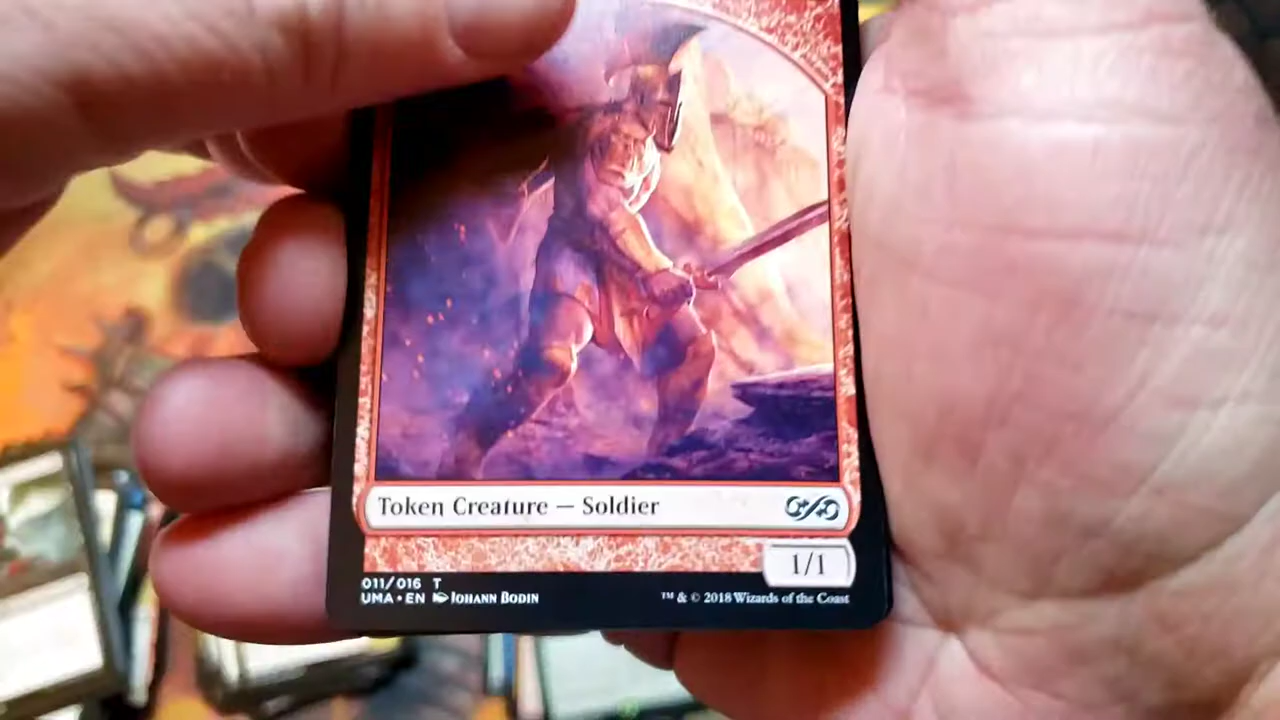 Token Creature — Soldier
1/1
011/016 T
UMA • EN Johann Bodin
™ & © 2018 Wizards of the Coast